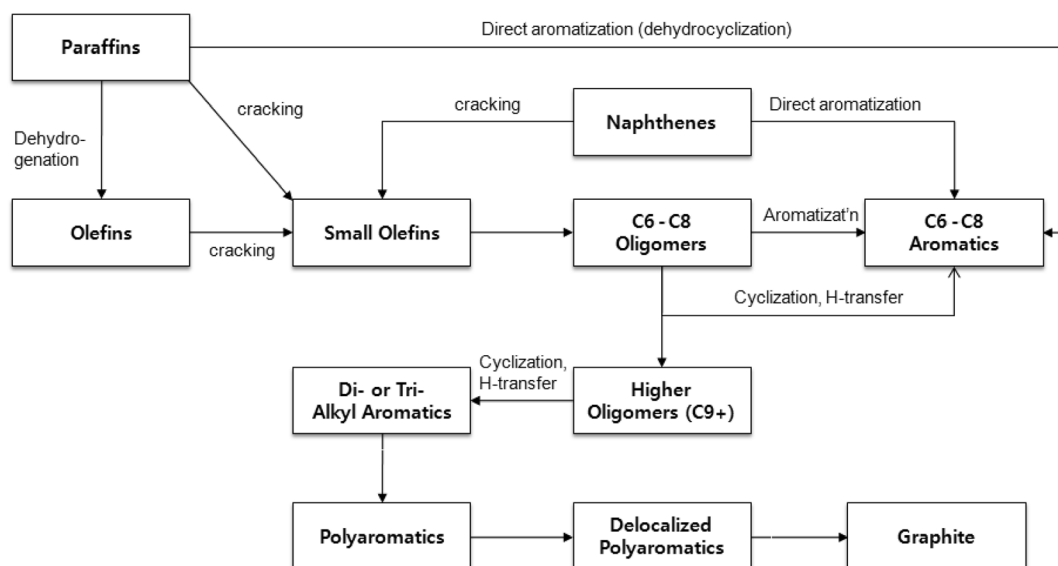 Direct aromatization (dehydrocyclization)
Paraffins
cracking
cracking
Naphthenes
Direct aromatization
Dehydro-
genation
Olefins
cracking
Small Olefins
C6 - C8
Oligomers
Aromatizat'n
C6 - C8
Aromatics
Cyclization, H-transfer
Di- or Tri-
Alkyl Aromatics
Cyclization,
H-transfer
Higher
Oligomers (C9+)
Polyaromatics
Delocalized
Polyaromatics
Graphite